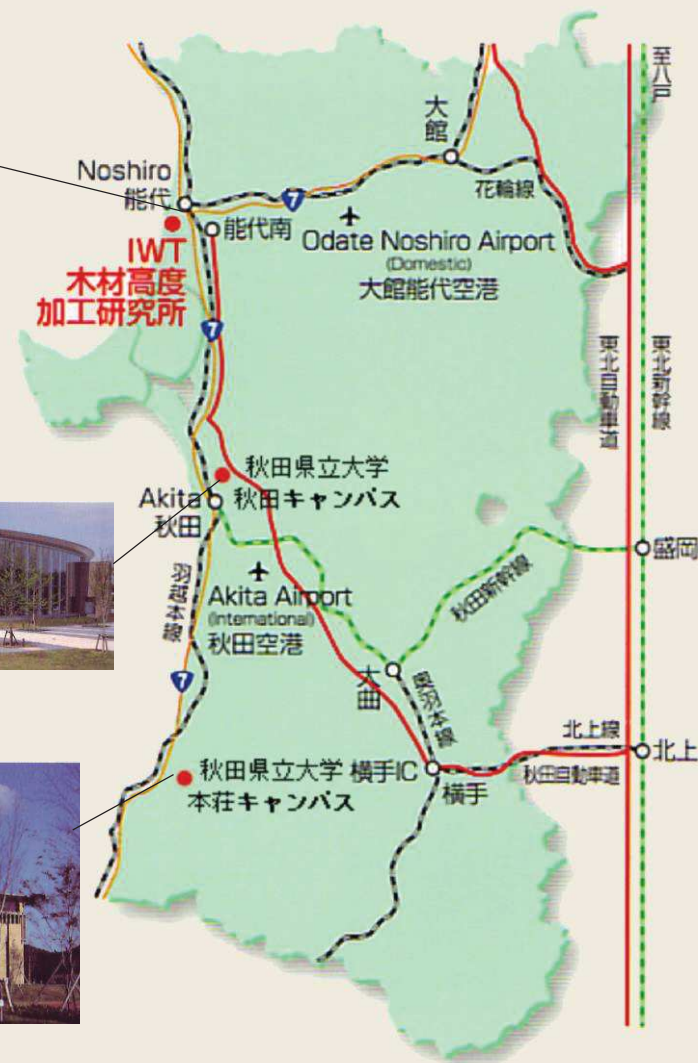 至八戸
大館
Noshiro
能代
7
花輪線
能代南
Odate Noshiro Airport
(Domestic)
大館能代空港
IWT
木材高度
加工研究所
7
東北自動車道
東北新幹線
秋田県立大学
秋田キャンパス
Akita
秋田
盛岡
羽越本線
秋田新幹線
Akita Airport
(International)
秋田空港
7
大曲
奥羽本線
北上線
北上
秋田県立大学
本荘キャンパス
横手IC
横手
秋田自動車道